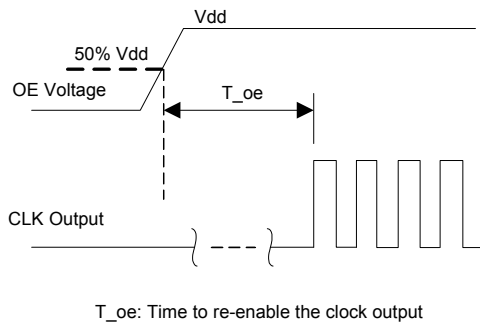 Vdd
50% Vdd
OE Voltage
T_oe
CLK Output
T_oe: Time to re-enable the clock output